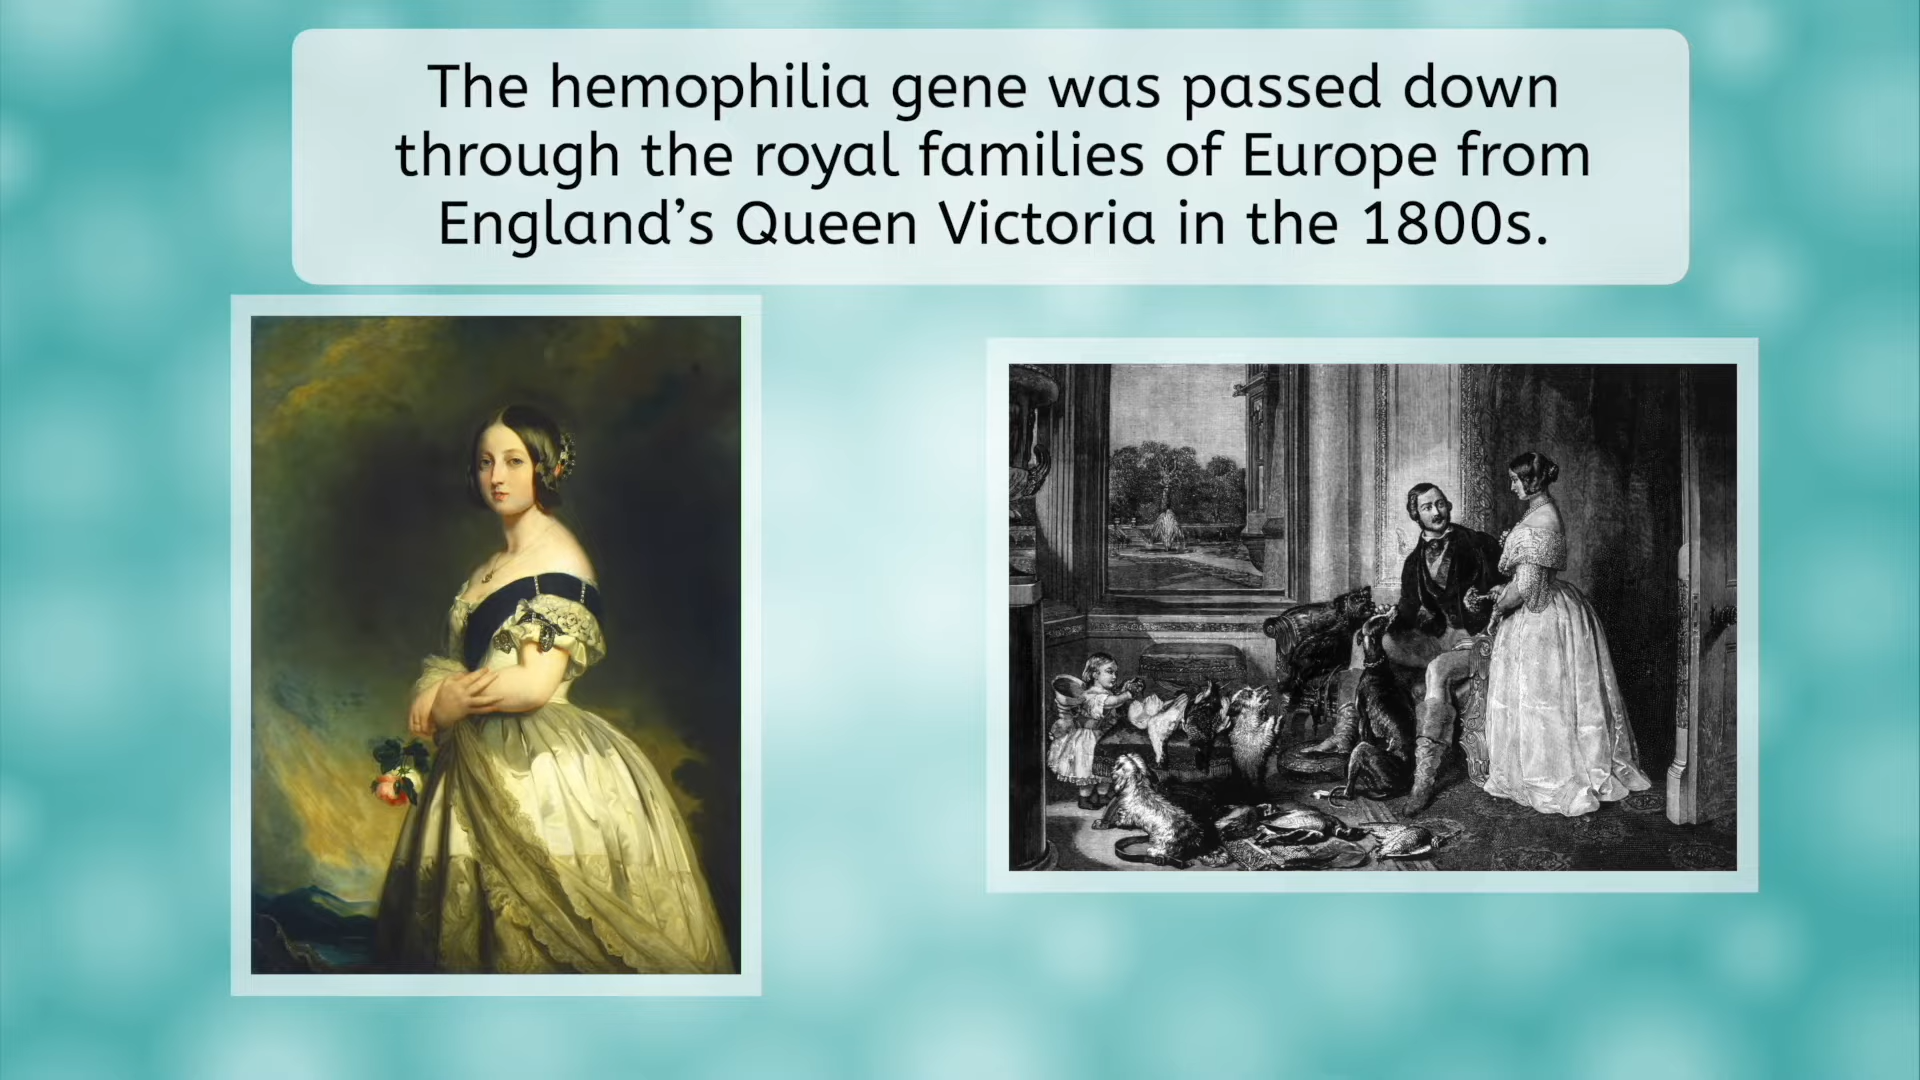 The hemophilia gene was passed down
through the royal families of Europe from
England’s Queen Victoria in the 1800s.